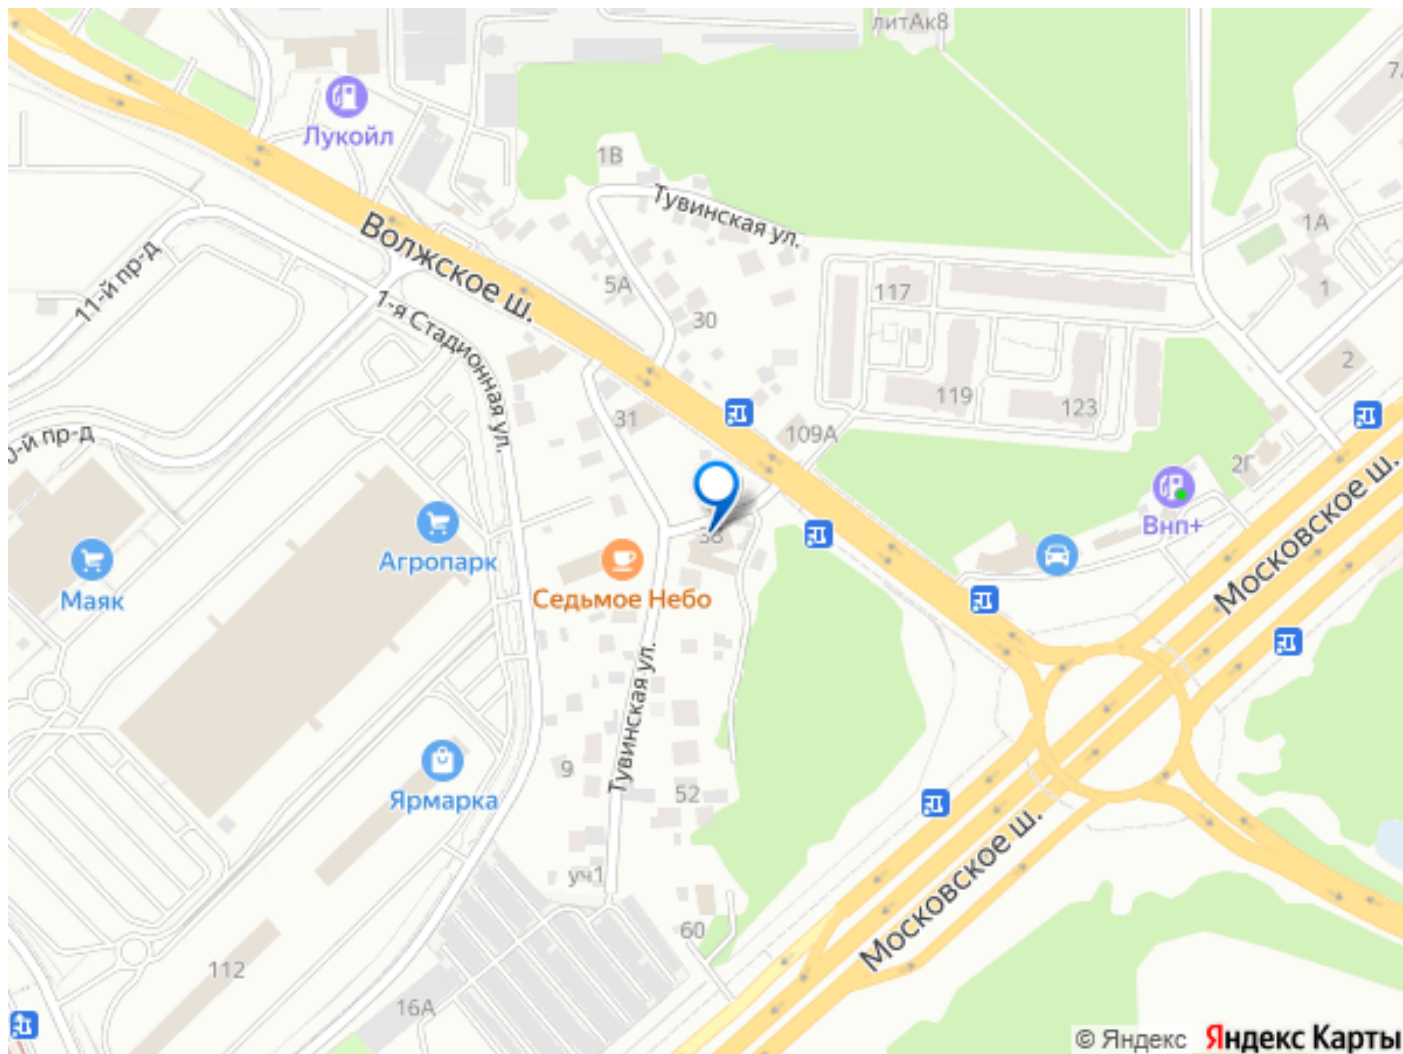 литАк8
7А
Лукойл
1В
Тувинская ул.
1А
Волжское ш.
11-й пр-д
5А
117
1
1-я Стадионная ул.
30
2
119
123
31
109А
-й пр-д
2Г
Московское ш.
Внп+
38
Агропарк
Маяк
Седьмое Небо
Тувинская ул.
9
Ярмарка
52
Московское ш.
уч1
60
112
16А
© Яндекс Яндекс Карты